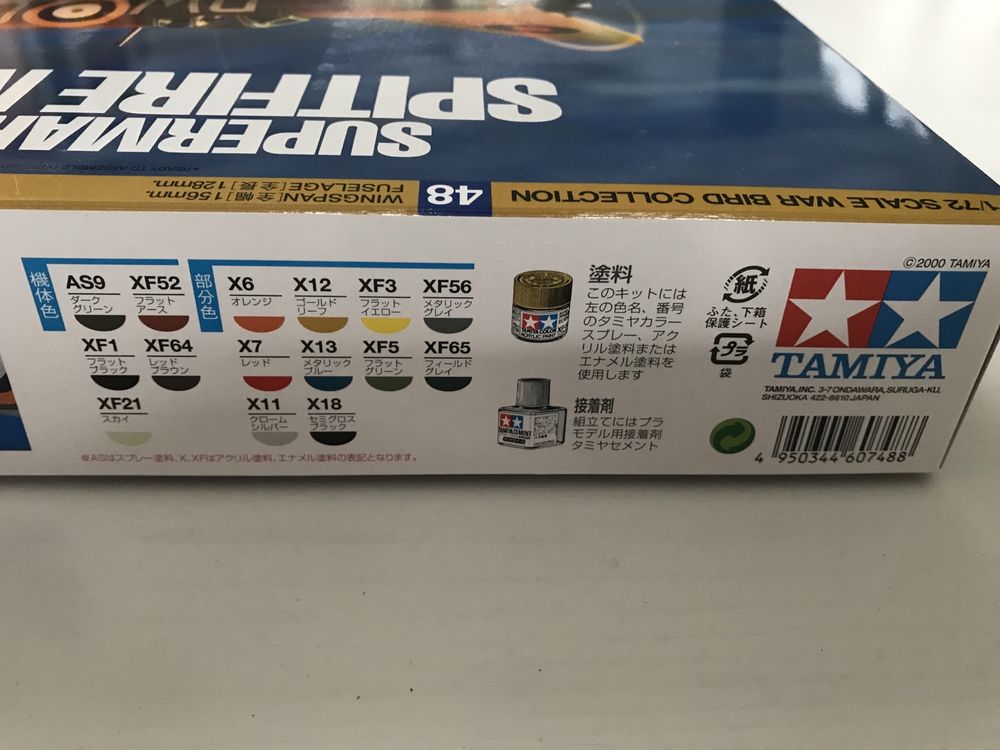 SUPERMAR
SPITFIRE
1/72 SCALE WAR BIRD COLLECTION
48
WINGSPAN[全幅]156mm.
FUSELAGE[全長]128mm.
機体色
AS9
ダーク
グリーン
XF52
フラット
アース
XF1
フラット
ブラック
XF64
レッド
ブラウン
XF21
スカイ
部分色
X6
オレンジ
X12
ゴールド
リーフ
XF3
フラット
イエロー
XF56
メタリック
グレイ
X7
レッド
X13
メタリック
ブルー
XF5
フラット
グリーン
XF65
フィールド
グレイ
X11
クローム
シルバー
X18
セミグロス
ブラック
※ASはスプレー塗料、X、XFはアクリル塗料、エナメル塗料の表記となります。
塗料
このキットには
左の色名、番号
のタミヤカラー
スプレー、アク
リル塗料または
エナメル塗料を
使用します
接着剤
組立てにはプラ
モデル用接着剤
タミヤセメント
紙
ふた、下箱
保護シート
プラ
袋
©2000 TAMIYA
TAMIYA
TAMIYA,INC. 3-7 ONDAWARA, SURUGA-KU,
SHIZUOKA 422-8610 JAPAN
4 950344 607488